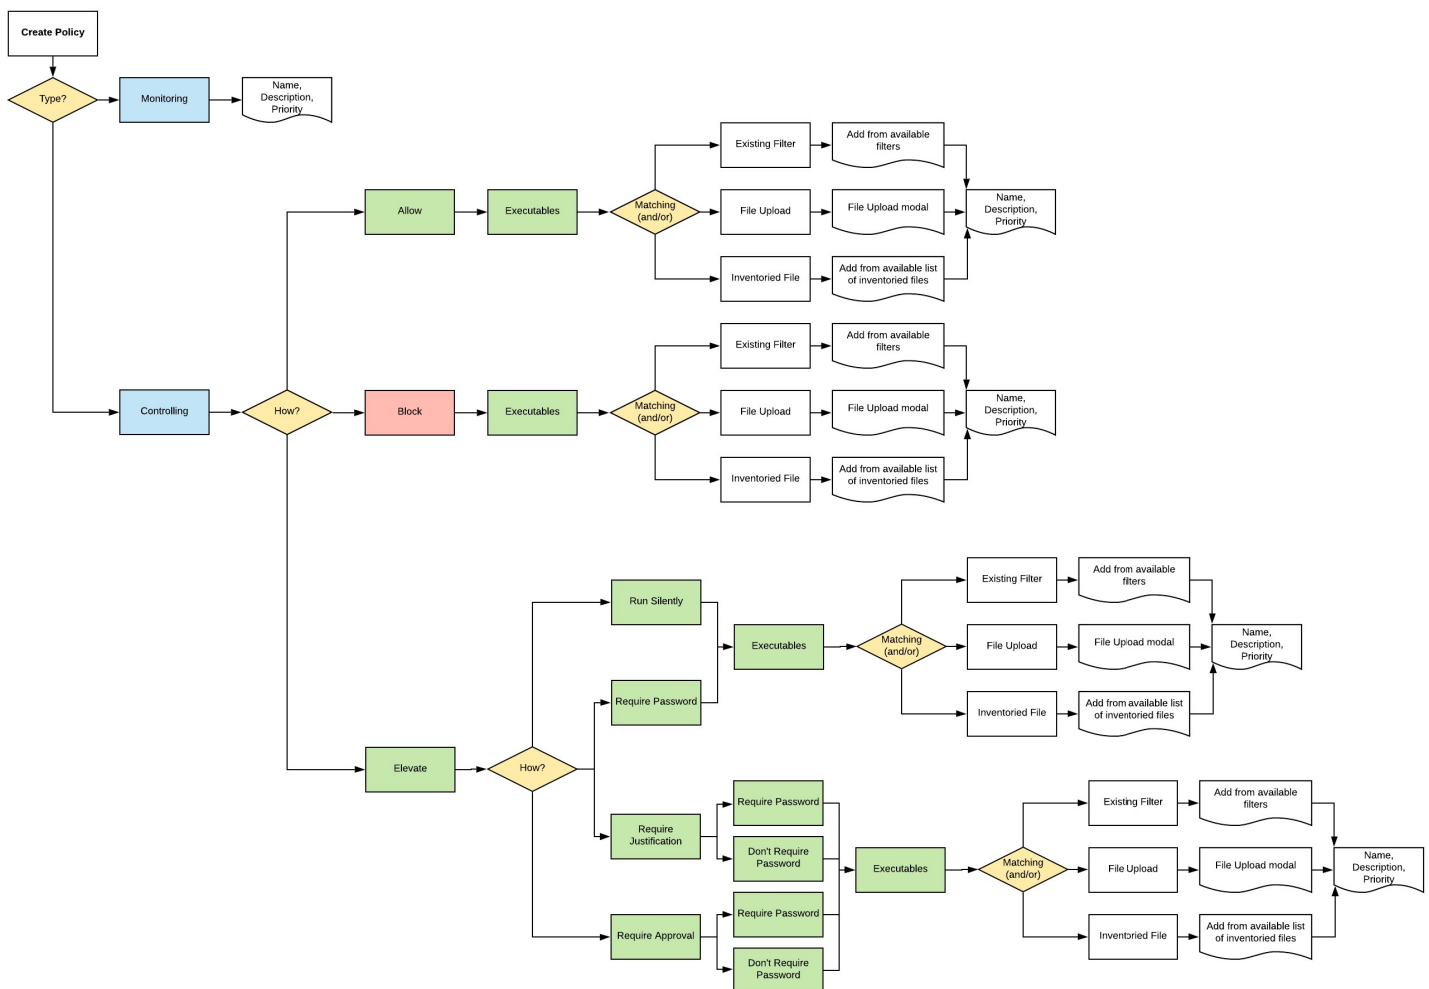 Create Policy
Type?
Monitoring
Name,
Description,
Priority
Existing Filter
Add from available
filters
Allow
Executables
Matching
(and/or)
File Upload
File Upload modal
Name,
Description,
Priority
Inventoried File
Add from available list
of inventoried files
Existing Filter
Add from available
filters
Controlling
How?
Block
Executables
Matching
(and/or)
File Upload
File Upload modal
Name,
Description,
Priority
Inventoried File
Add from available list
of inventoried files
Existing Filter
Add from available
filters
Run Silently
Executables
Matching
(and/or)
File Upload
File Upload modal
Name,
Description,
Priority
Require Password
Inventoried File
Add from available list
of inventoried files
Elevate
How?
Require Password
Existing Filter
Add from available
filters
Require
Justification
Don't Require
Password
Executables
Matching
(and/or)
File Upload
File Upload modal
Name,
Description,
Priority
Require Password
Require Approval
Inventoried File
Add from available list
of inventoried files
Don't Require
Password